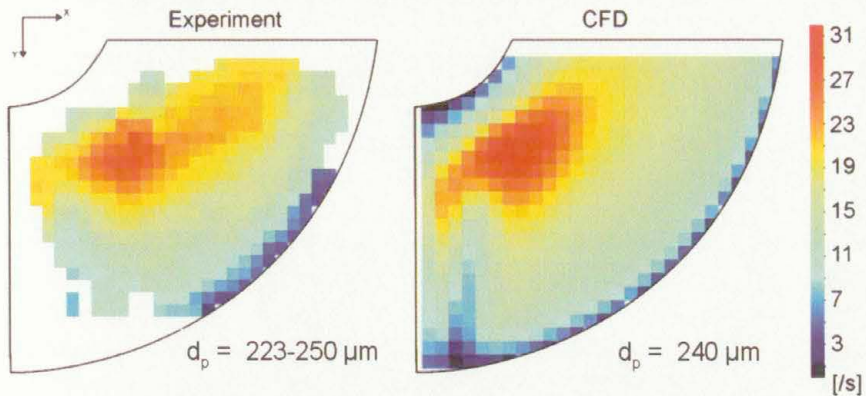 Experiment
CFD
X
Y
31
27
23
19
15
11
7
3
[/s]
d_p = 223-250 µm
d_p = 240 µm